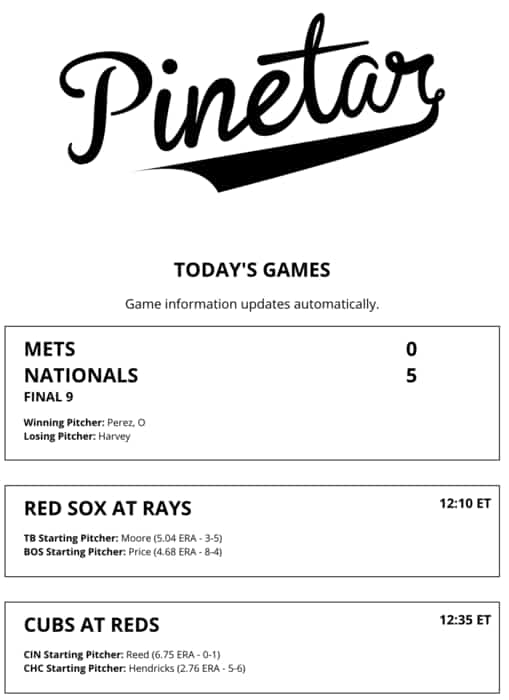 Pinetar
TODAY'S GAMES
Game information updates automatically.
METS 0
NATIONALS 5
FINAL 9
Winning Pitcher: Perez, O
Losing Pitcher: Harvey
RED SOX AT RAYS 12:10 ET
TB Starting Pitcher: Moore (5.04 ERA - 3-5)
BOS Starting Pitcher: Price (4.68 ERA - 8-4)
CUBS AT REDS 12:35 ET
CIN Starting Pitcher: Reed (6.75 ERA - 0-1)
CHC Starting Pitcher: Hendricks (2.76 ERA - 5-6)